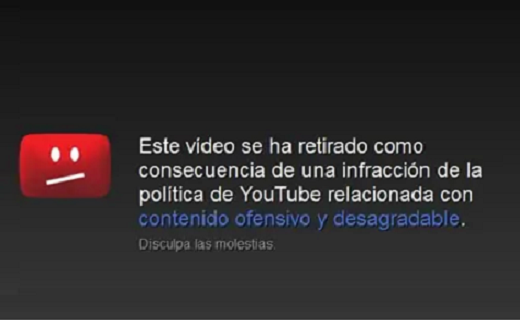 Este vídeo se ha retirado como
consecuencia de una infracción de la
política de YouTube relacionada con
contenido ofensivo y desagradable.
Disculpa las molestias.